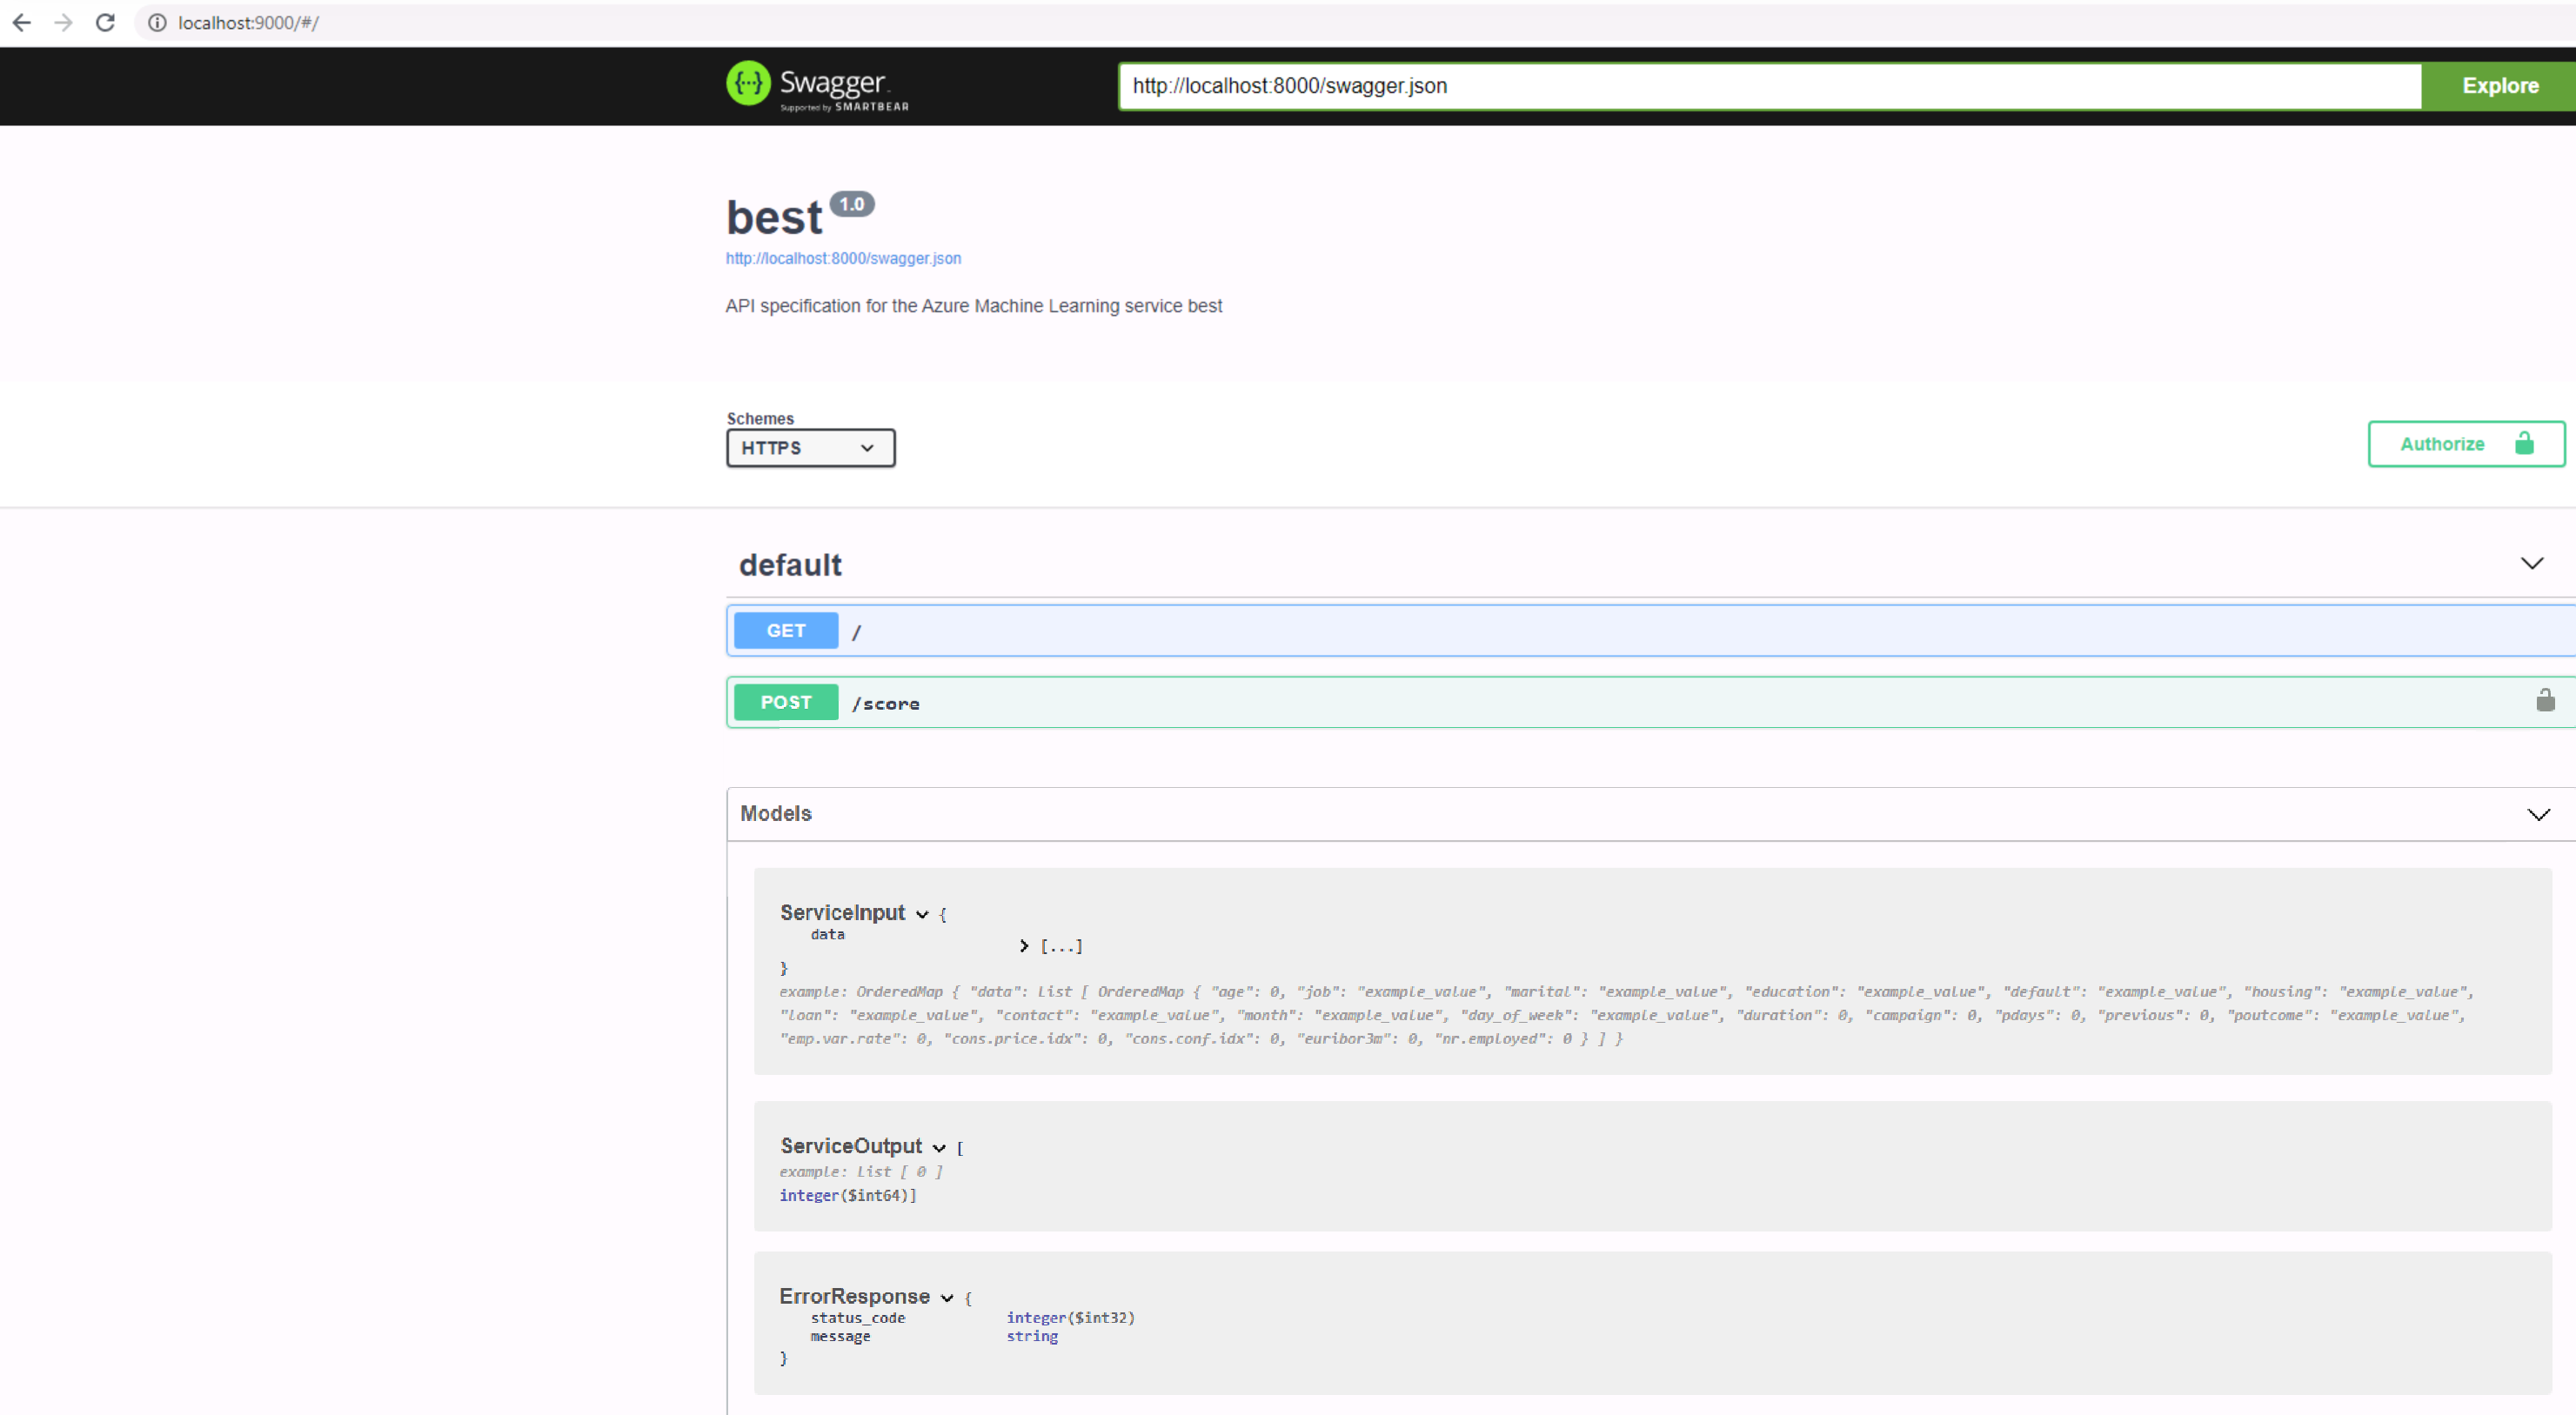 localhost:9000/#/
Swagger
Supported by SMARTBEAR
http://localhost:8000/swagger.json
Explore
best 1.0
http://localhost:8000/swagger.json
API specification for the Azure Machine Learning service best
Schemes
HTTPS
Authorize
default
GET /
POST /score
Models
ServiceInput {
data
[...]
}
example: OrderedMap { "data": List [ OrderedMap { "age": 0, "job": "example_value", "marital": "example_value", "education": "example_value", "default": "example_value", "housing": "example_value",
"loan": "example_value", "contact": "example_value", "month": "example_value", "day_of_week": "example_value", "duration": 0, "campaign": 0, "pdays": 0, "previous": 0, "poutcome": "example_value",
"emp.var.rate": 0, "cons.price.idx": 0, "cons.conf.idx": 0, "euribor3m": 0, "nr.employed": 0 } ] }
ServiceOutput [
example: List [ 0 ]
integer($int64)]
ErrorResponse {
status_code integer($int32)
message string
}